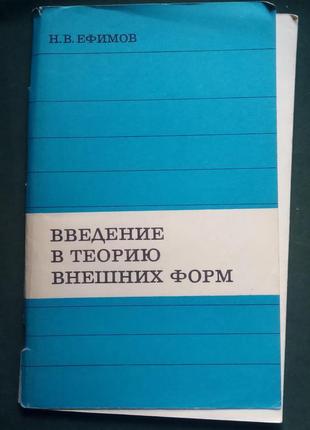 Н. В. ЕФИМОВ
ВВЕДЕНИЕ
В ТЕОРИЮ
ВНЕШНИХ ФОРМ